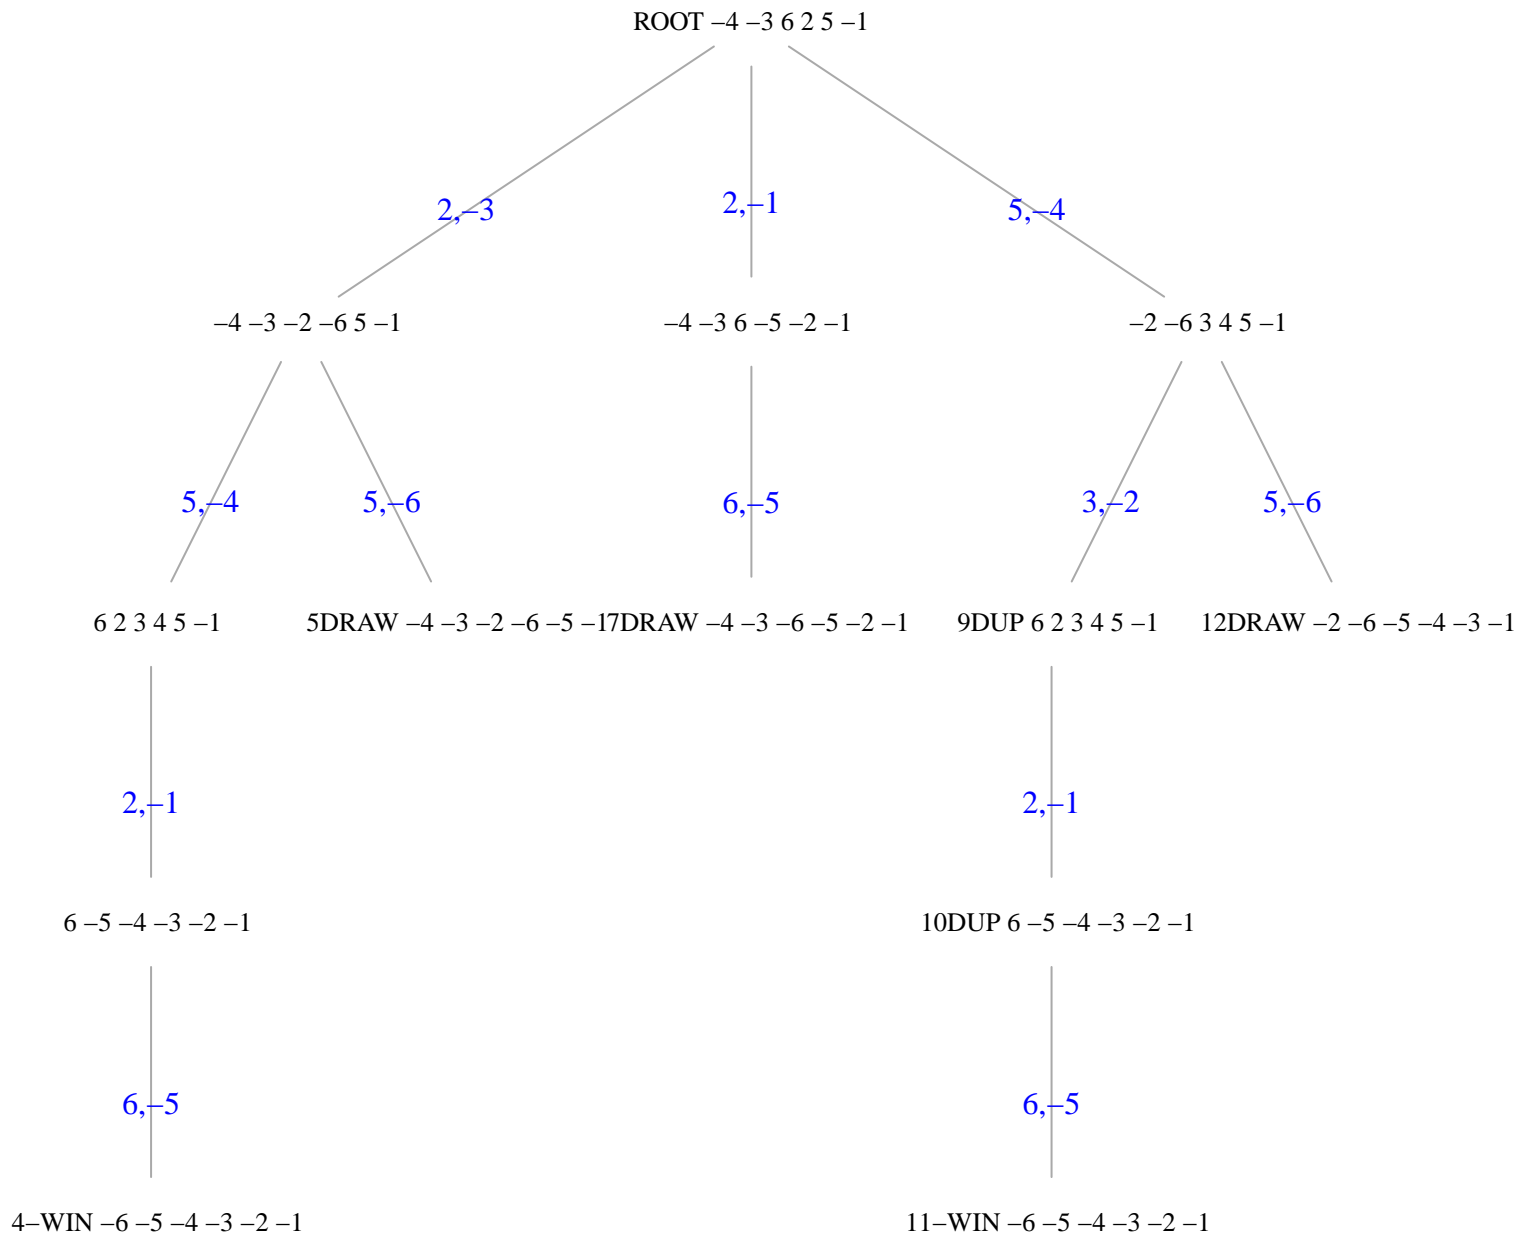 ROOT –4 –3 6 2 5 –1
2,–3
2,–1
5,–4
–4 –3 –2 –6 5 –1
–4 –3 6 –5 –2 –1
–2 –6 3 4 5 –1
5,–4
5,–6
6,–5
3,–2
5,–6
6 2 3 4 5 –1
5DRAW –4 –3 –2 –6 –5 –1
7DRAW –4 –3 –6 –5 –2 –1
9DUP 6 2 3 4 5 –1
12DRAW –2 –6 –5 –4 –3 –1
2,–1
2,–1
6 –5 –4 –3 –2 –1
10DUP 6 –5 –4 –3 –2 –1
6,–5
6,–5
4–WIN –6 –5 –4 –3 –2 –1
11–WIN –6 –5 –4 –3 –2 –1